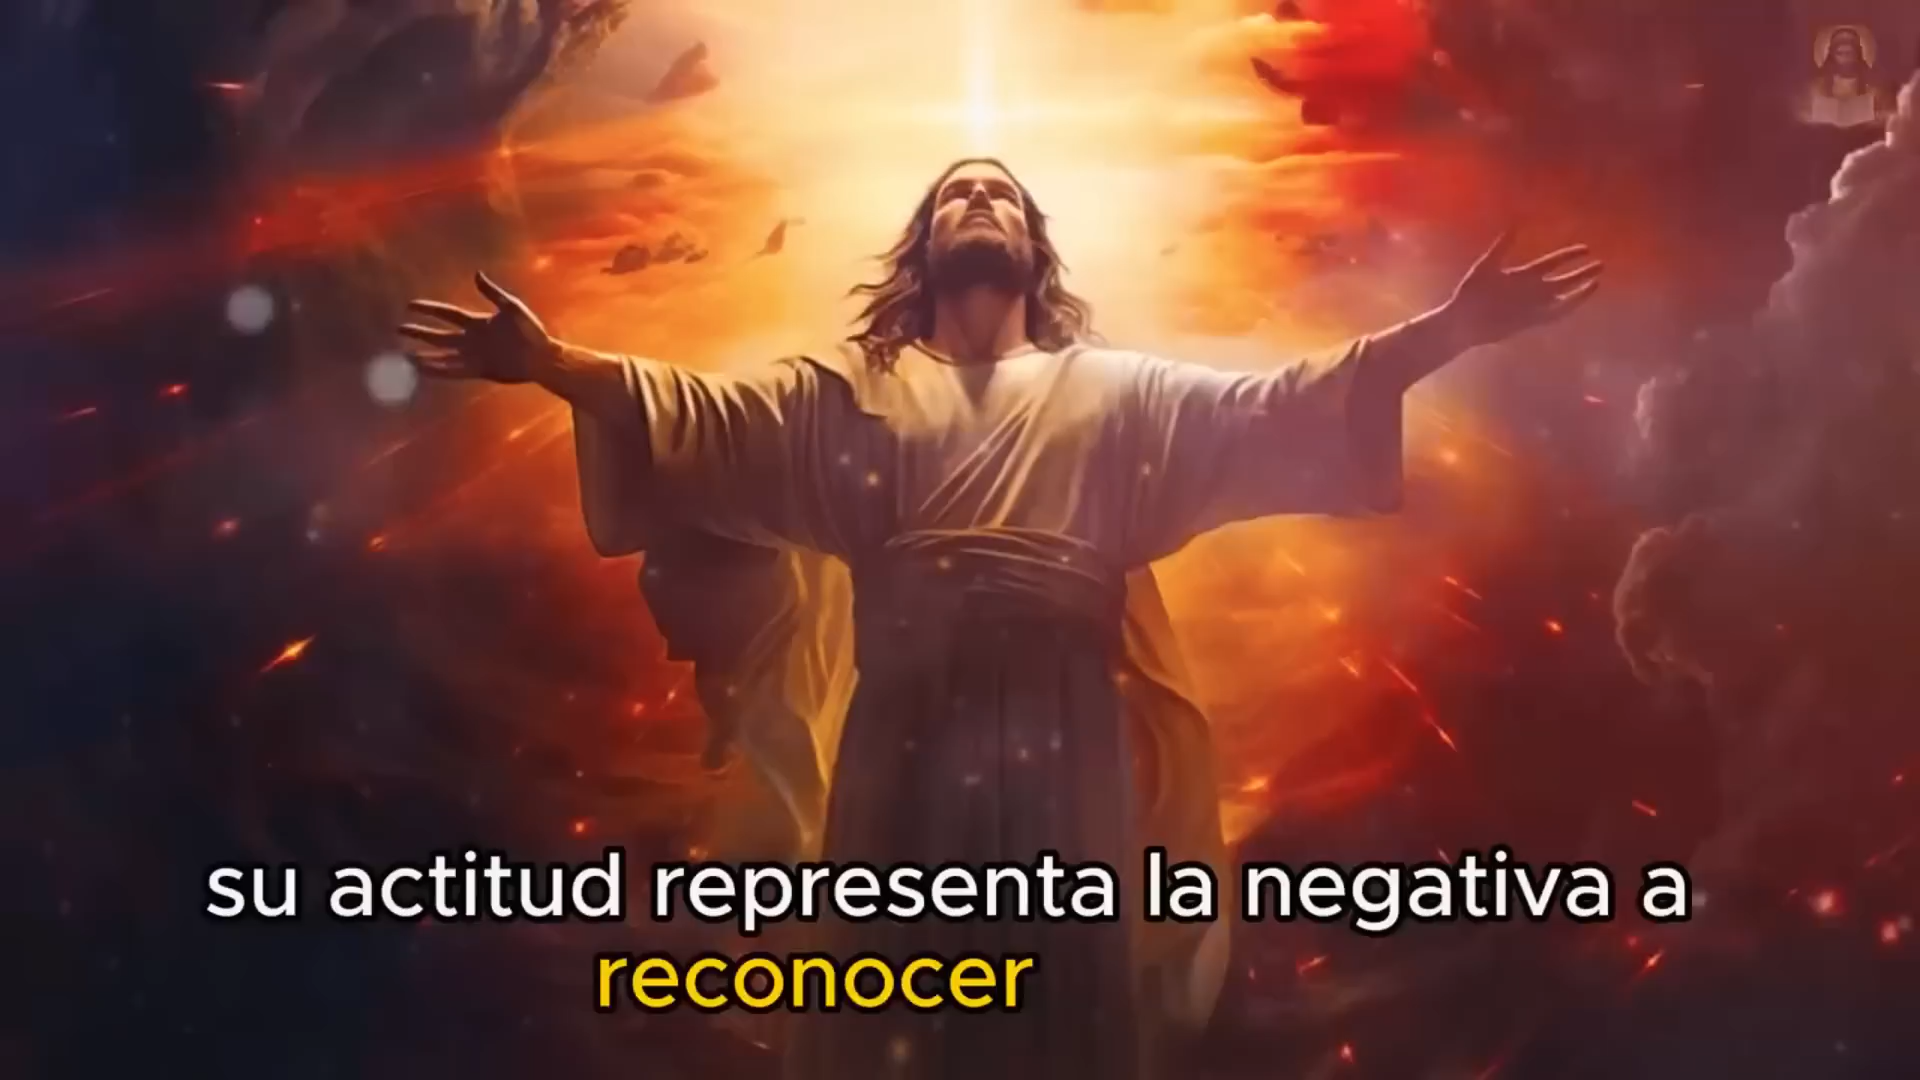 su actitud representa la negativa a
reconocer